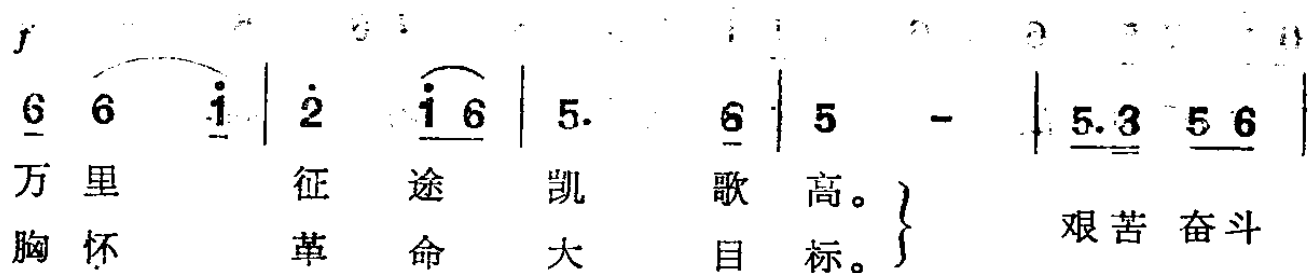 f
6 6 i | 2 i 6 | 5. 6 | 5 - | 5. 3 5 6 |
万里 征途凯 歌高。
胸怀 革命大 目标。} 艰苦奋斗